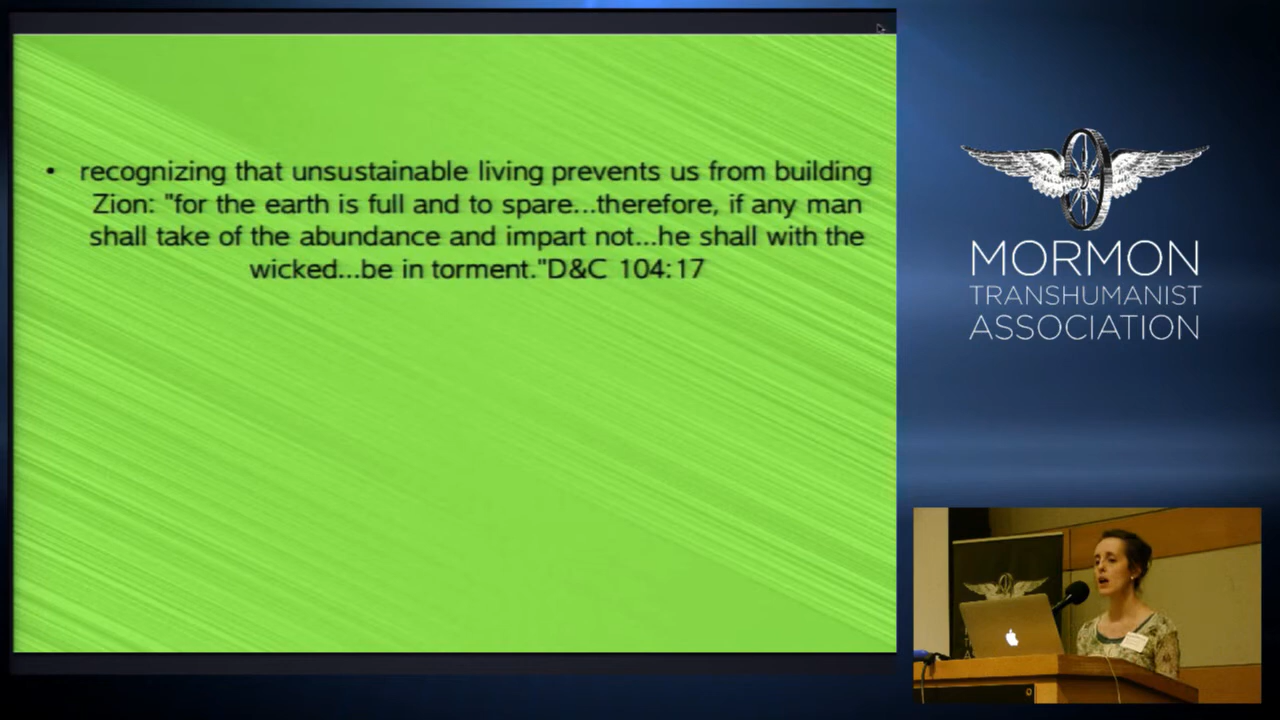 • recognizing that unsustainable living prevents us from building
Zion: "for the earth is full and to spare...therefore, if any man
shall take of the abundance and impart not...he shall with the
wicked...be in torment."D&C 104:17
MORMON
TRANSHUMANIST
ASSOCIATION